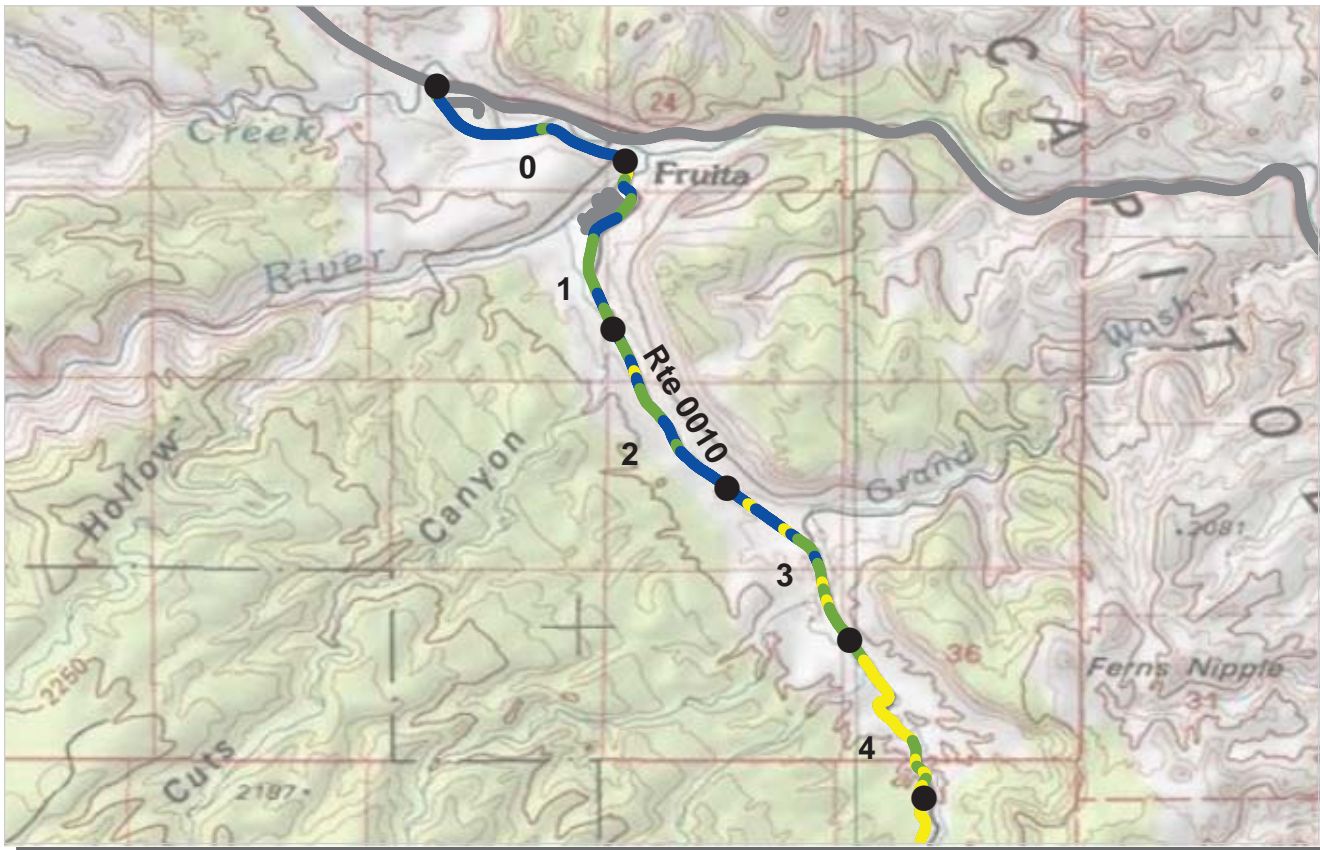 24
C
A
P
I
T
O
Creek
0
Fruita
River
1
Wash
Rte 0010
2
Hollow
Canyon
Grand
2081
3
36
2250
Ferns Nipple
31
4
Cuts
2187